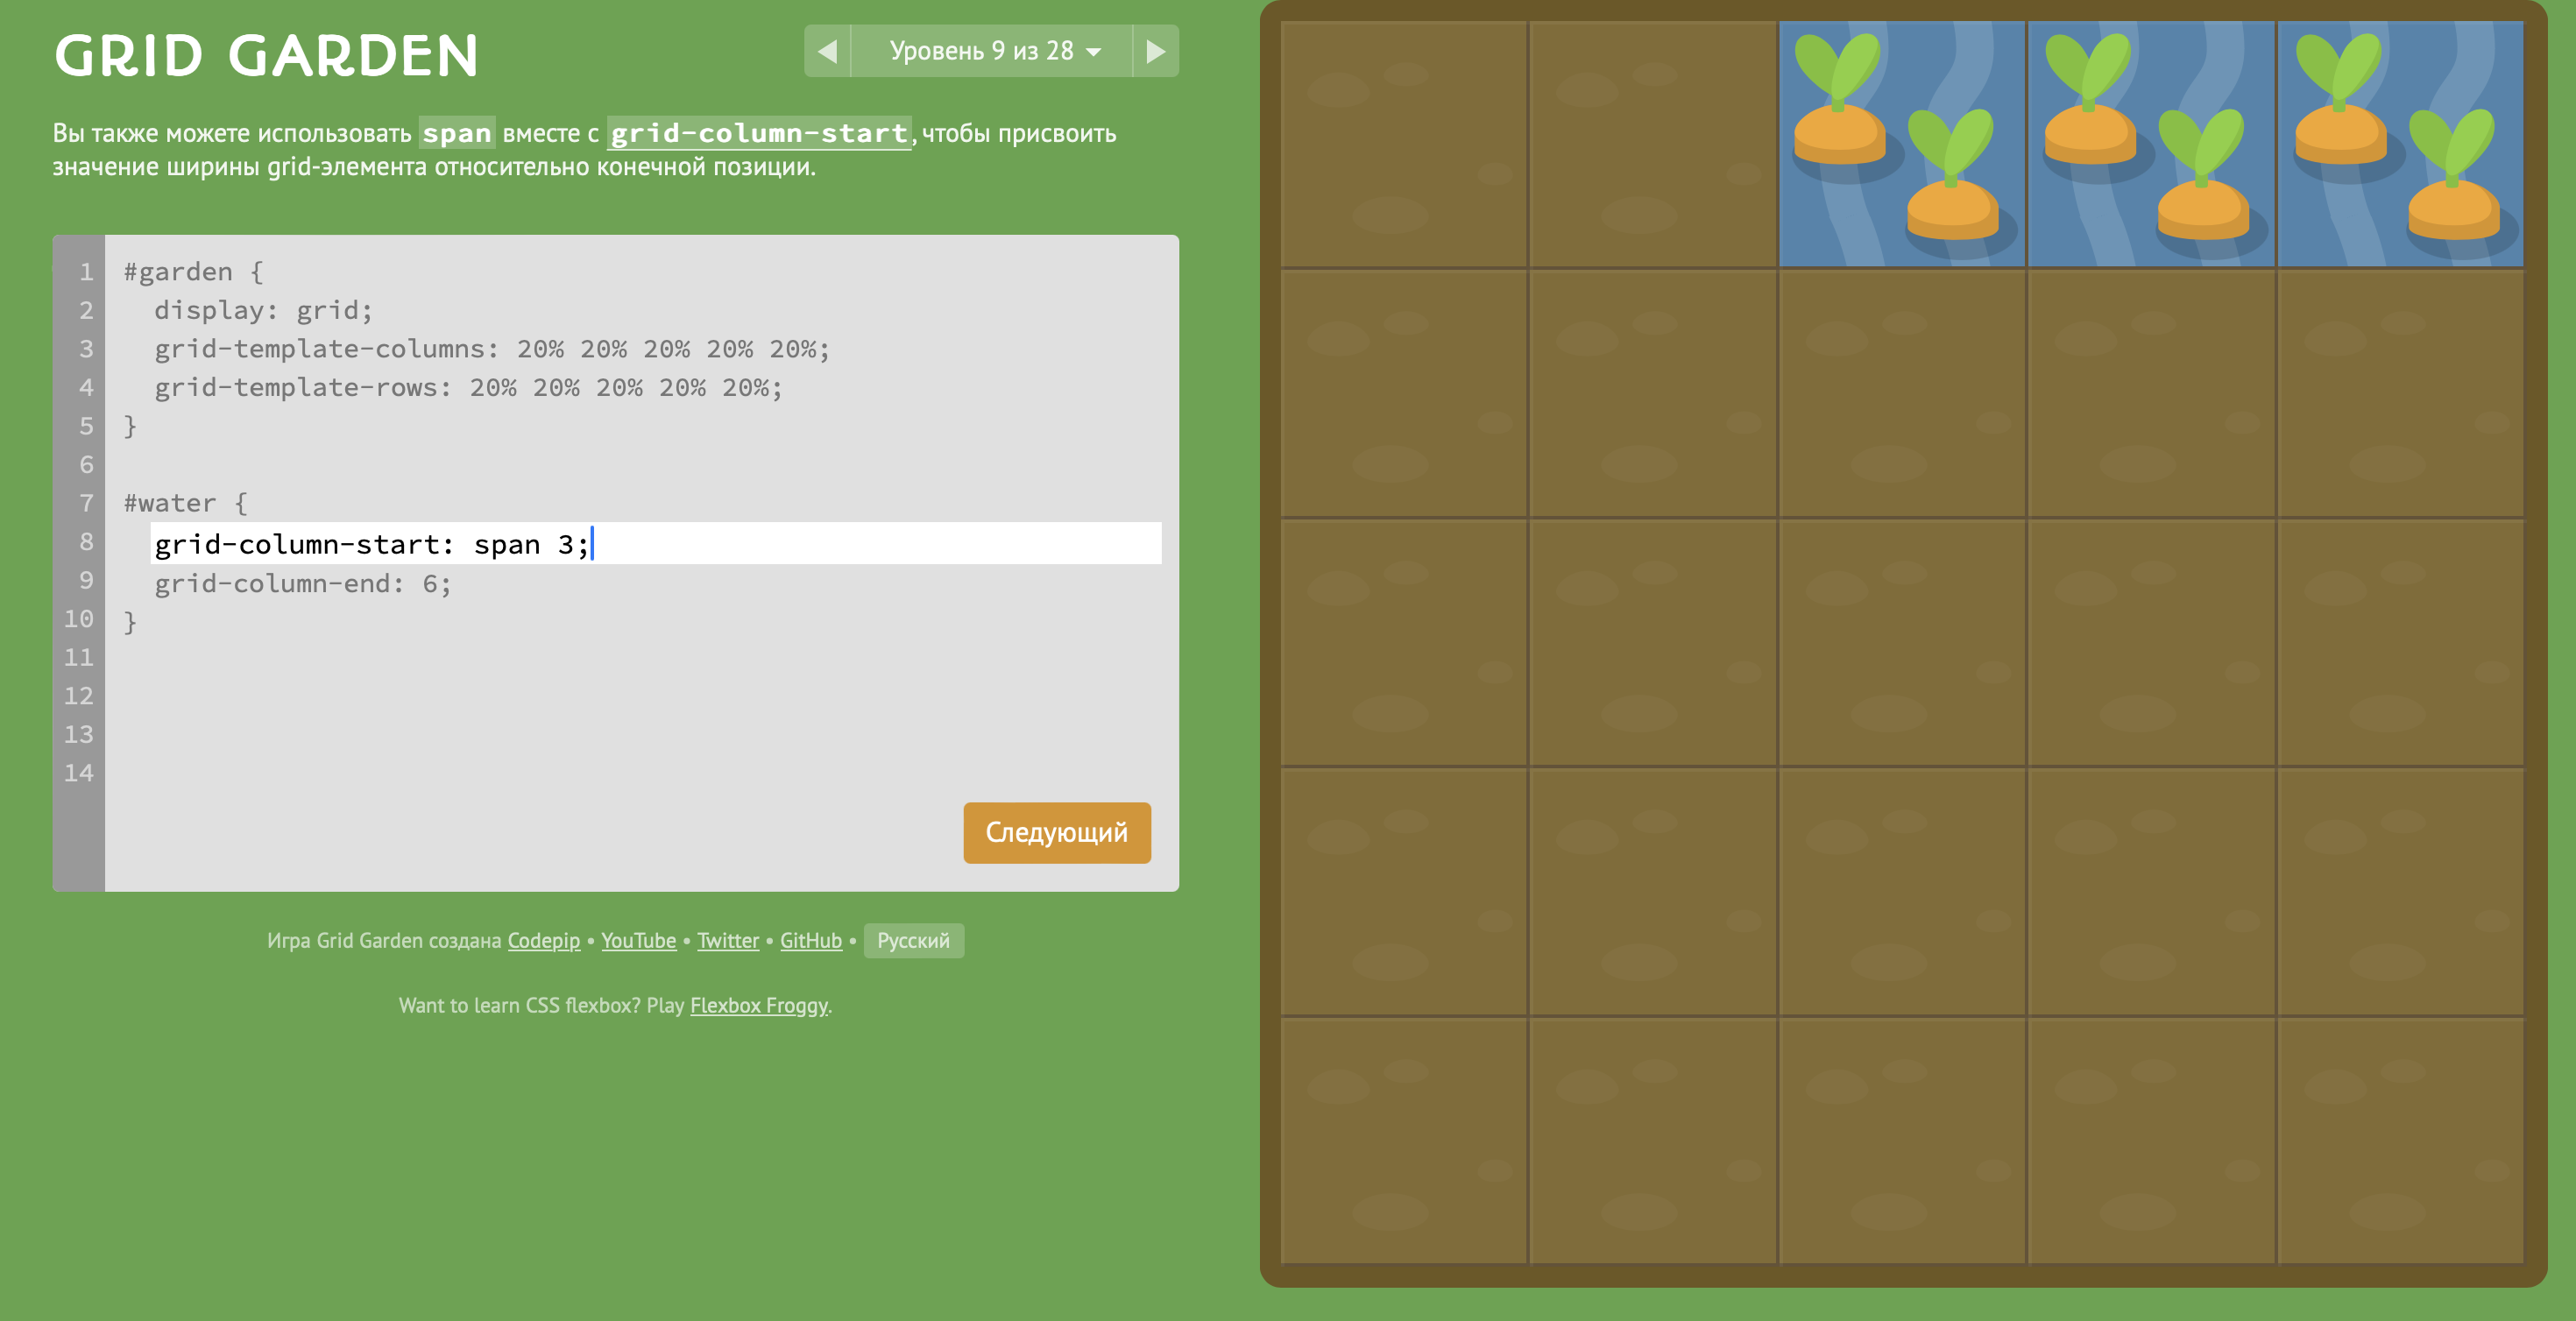 GRID GARDEN
Уровень 9 из 28
Вы также можете использовать span вместе с grid-column-start, чтобы присвоить
значение ширины grid-элемента относительно конечной позиции.
1 #garden {
2 display: grid;
3 grid-template-columns: 20% 20% 20% 20% 20%;
4 grid-template-rows: 20% 20% 20% 20% 20%;
5 }
6
7 #water {
8 grid-column-start: span 3;
9 grid-column-end: 6;
10 }
11
12
13
14
Следующий
Игра Grid Garden создана Codepip • YouTube • Twitter • GitHub • Русский
Want to learn CSS flexbox? Play Flexbox Froggy.